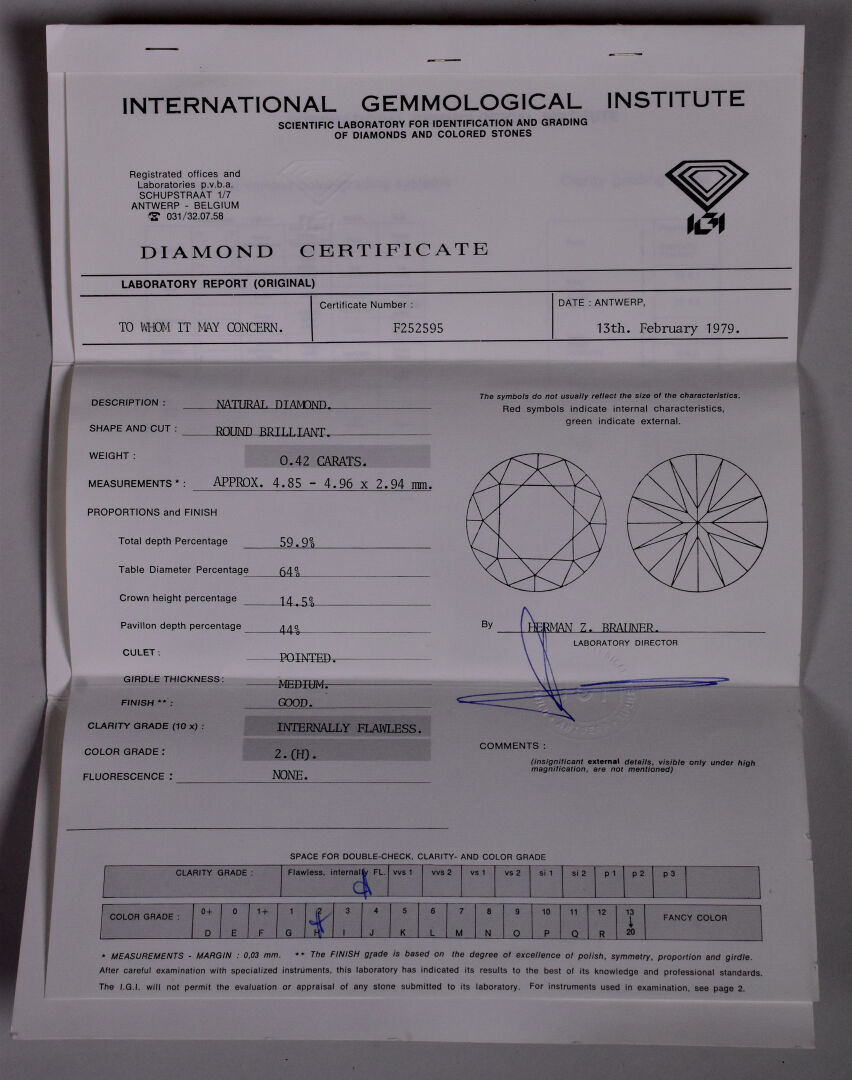 INTERNATIONAL GEMMOLOGICAL INSTITUTE
SCIENTIFIC LABORATORY FOR IDENTIFICATION AND GRADING
OF DIAMONDS AND COLORED STONES
Registrated offices and
Laboratories p.v.b.a.
SCHUPSTRAAT 1/7
ANTWERP - BELGIUM
☎ 031/32.07.58
IGI
DIAMOND CERTIFICATE
LABORATORY REPORT (ORIGINAL)
TO WHOM IT MAY CONCERN.
Certificate Number :
F252595
DATE : ANTWERP,
13th. February 1979.
DESCRIPTION : NATURAL DIAMOND.
SHAPE AND CUT : ROUND BRILLIANT.
WEIGHT : 0.42 CARATS.
MEASUREMENTS * : APPROX. 4.85 - 4.96 x 2.94 mm.
PROPORTIONS and FINISH
Total depth Percentage 59.9%
Table Diameter Percentage 64%
Crown height percentage 14.5%
Pavillon depth percentage 44%
CULET : POINTED.
GIRDLE THICKNESS: MEDIUM.
FINISH ** : GOOD.
CLARITY GRADE (10 x) : INTERNALLY FLAWLESS.
COLOR GRADE : 2.(H).
FLUORESCENCE : NONE.
The symbols do not usually reflect the size of the characteristics.
Red symbols indicate internal characteristics,
green indicate external.
By HERMAN Z. BRAUNER.
LABORATORY DIRECTOR
COMMENTS :
(insignificant external details, visible only under high
magnification, are not mentioned)
SPACE FOR DOUBLE-CHECK, CLARITY- AND COLOR GRADE
CLARITY GRADE : Flawless, internally FL. vvs 1 vvs 2 vs 1 vs 2 si 1 si 2 p 1 p 2 p 3
COLOR GRADE : 0+ 0 1+ 1 2 3 4 5 6 7 8 9 10 11 12 13 FANCY COLOR
D E F G H I J K L M N O P Q R 20
* MEASUREMENTS - MARGIN : 0,03 mm. ** The FINISH grade is based on the degree of excellence of polish, symmetry, proportion and girdle.
After careful examination with specialized instruments, this laboratory has indicated its results to the best of its knowledge and professional standards.
The I.G.I. will not permit the evaluation or appraisal of any stone submitted to its laboratory. For instruments used in examination, see page 2.